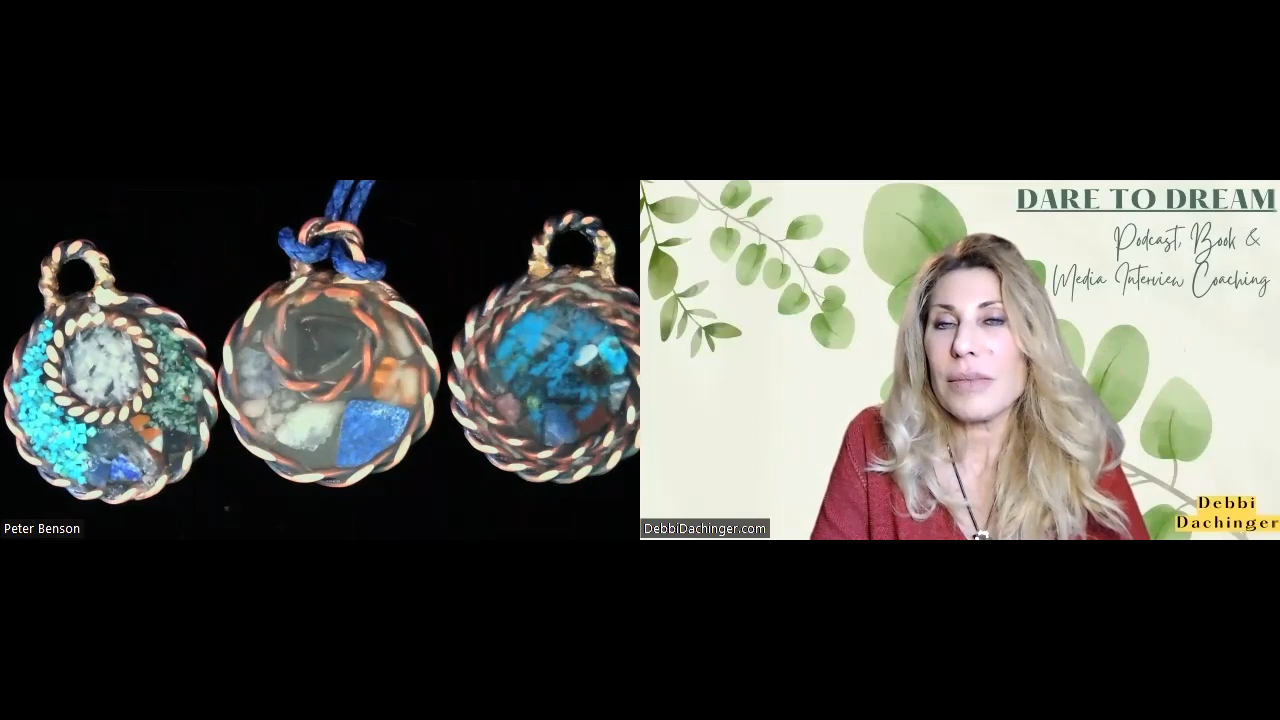 DARE TO DREAM
Podcast, Book &
Media Interview Coaching
Peter Benson
DebbiDachinger.com
Debbi
Dachinger